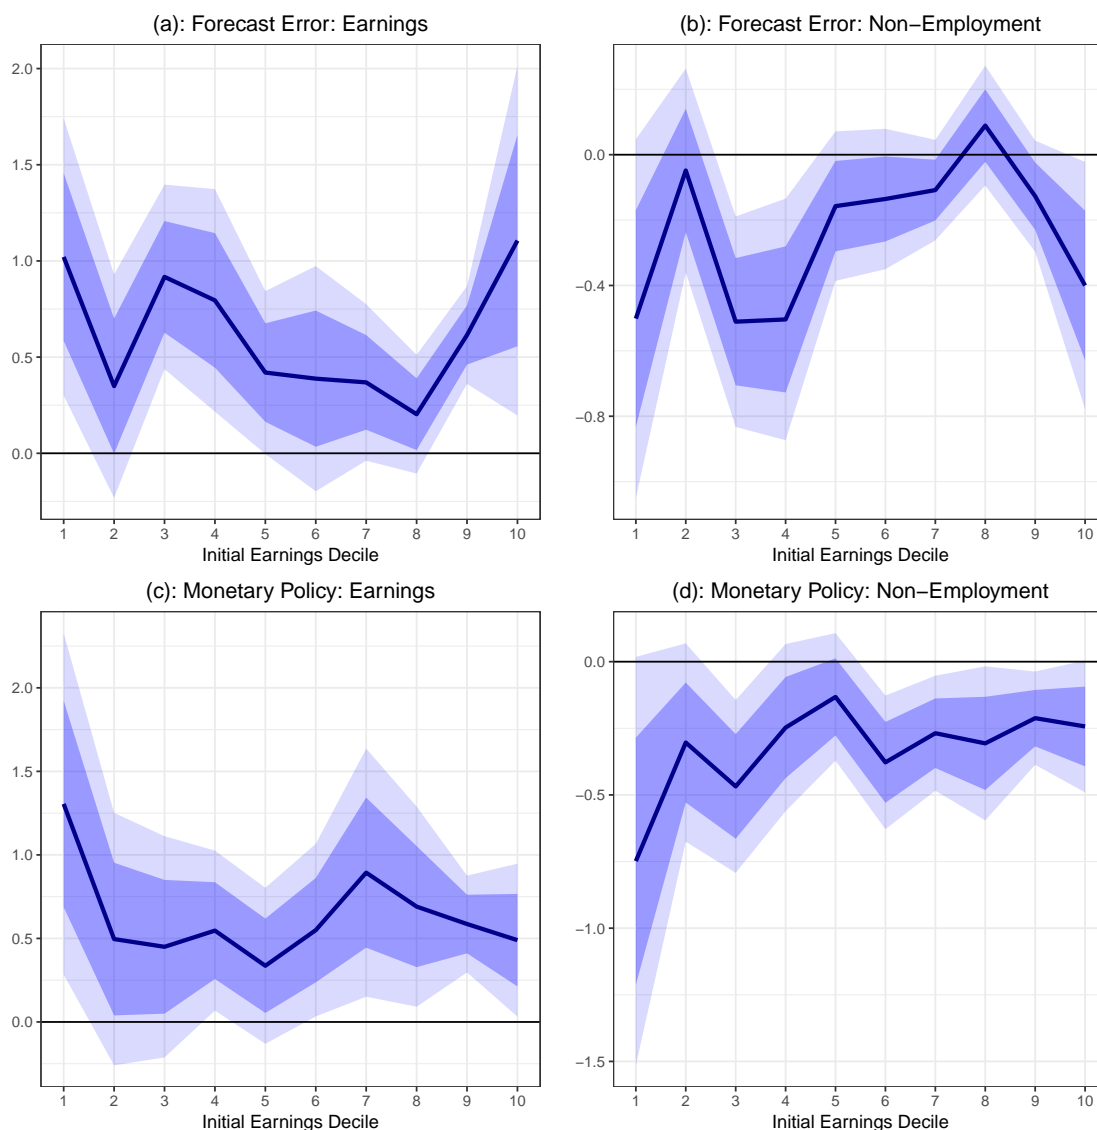 (a): Forecast Error: Earnings
2.0
1.5
1.0
0.5
0.0
1 2 3 4 5 6 7 8 9 10
Initial Earnings Decile
(b): Forecast Error: Non−Employment
0.0
−0.4
−0.8
1 2 3 4 5 6 7 8 9 10
Initial Earnings Decile
(c): Monetary Policy: Earnings
2.0
1.5
1.0
0.5
0.0
1 2 3 4 5 6 7 8 9 10
Initial Earnings Decile
(d): Monetary Policy: Non−Employment
0.0
−0.5
−1.0
−1.5
1 2 3 4 5 6 7 8 9 10
Initial Earnings Decile